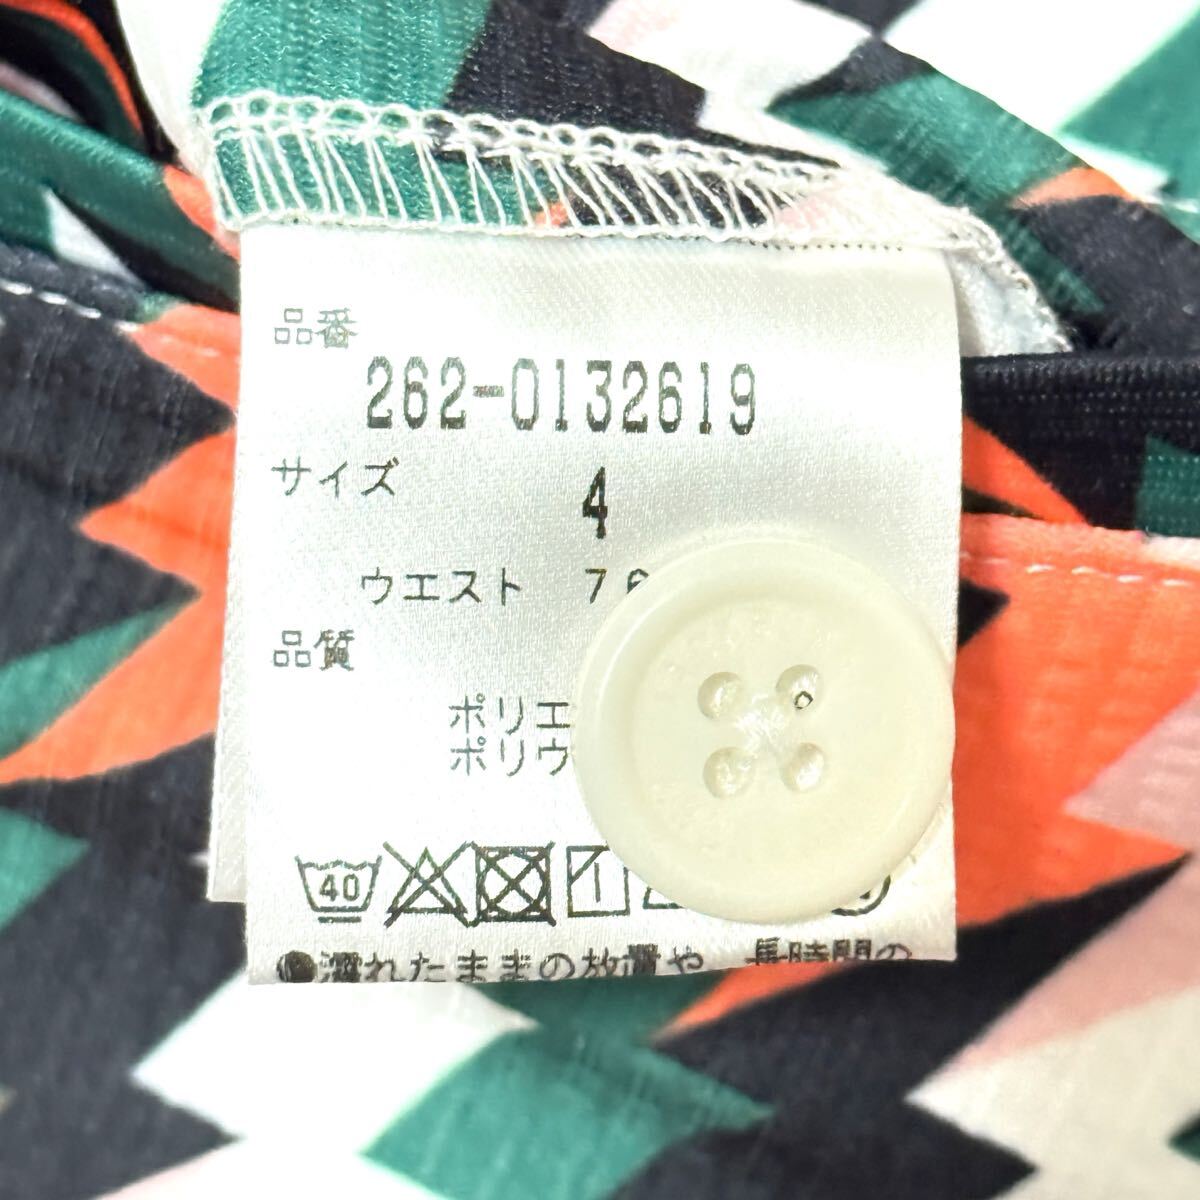 品番
262-0132619
サイズ
4
ウエスト 76
品質
ポリエ
ポリウ
40
●濡れたままの放置や、長時間の